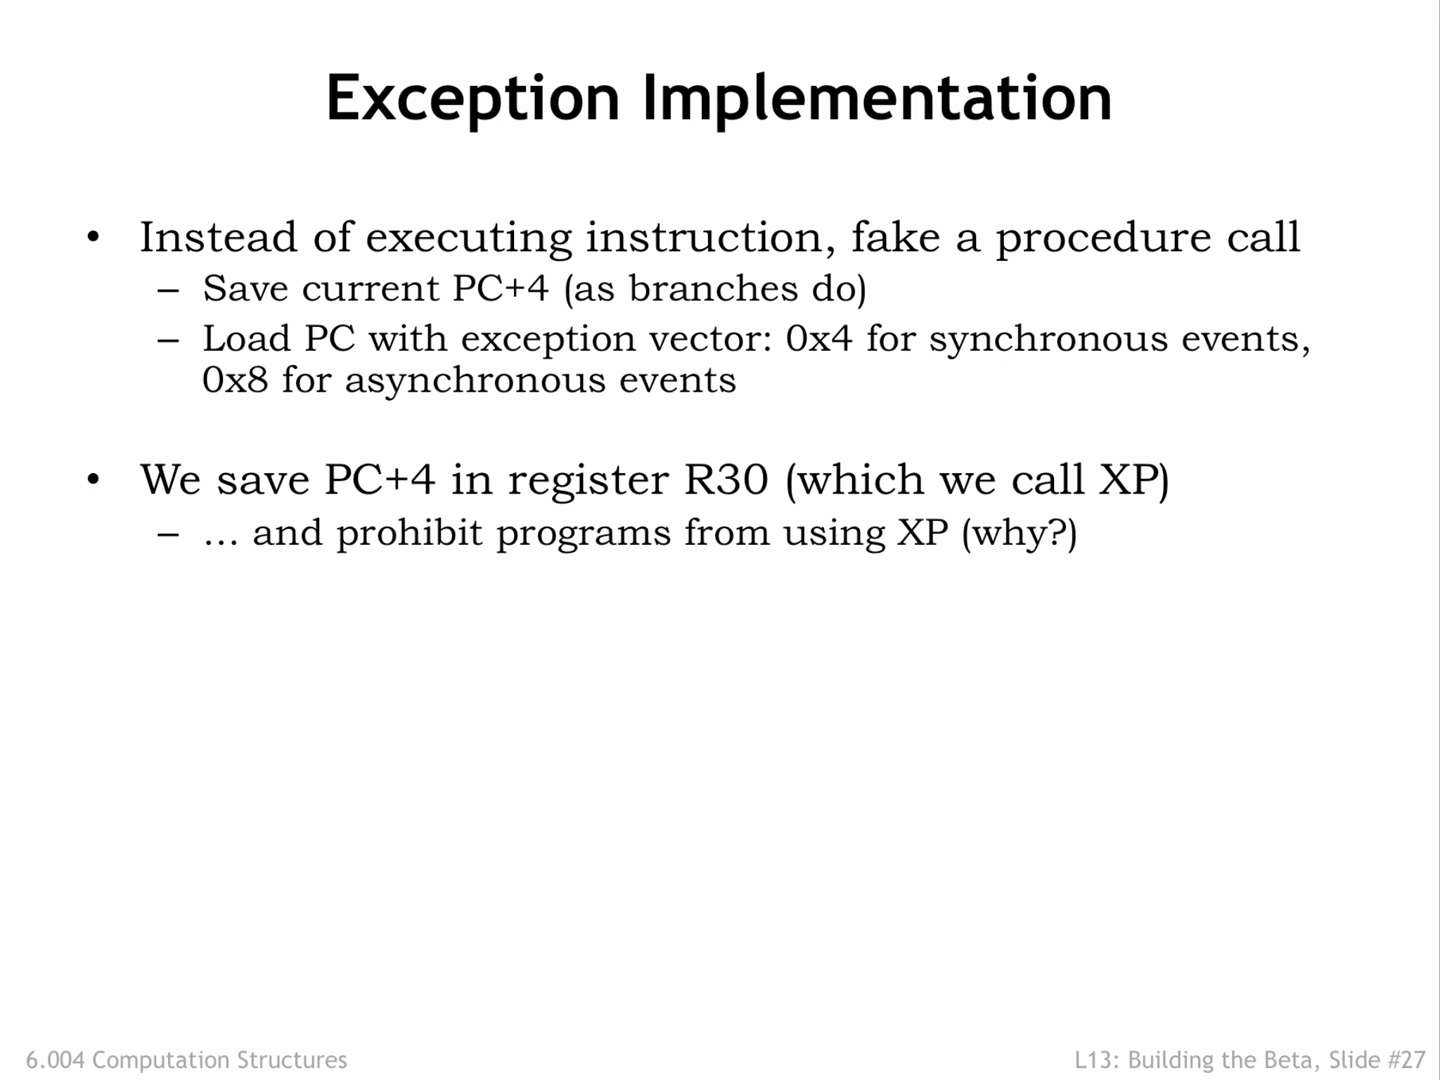 Exception Implementation
• Instead of executing instruction, fake a procedure call
– Save current PC+4 (as branches do)
– Load PC with exception vector: 0x4 for synchronous events,
0x8 for asynchronous events
• We save PC+4 in register R30 (which we call XP)
– … and prohibit programs from using XP (why?)
6.004 Computation Structures
L13: Building the Beta, Slide #27